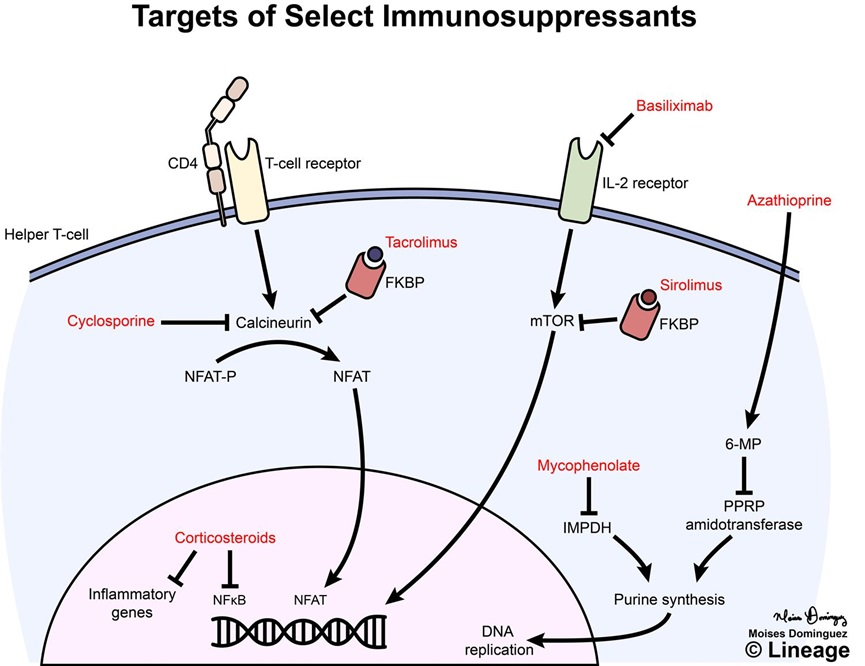 Targets of Select Immunosuppressants
Basiliximab
CD4
T-cell receptor
IL-2 receptor
Azathioprine
Helper T-cell
Tacrolimus
FKBP
Sirolimus
FKBP
Cyclosporine
Calcineurin
mTOR
NFAT-P
NFAT
6-MP
Mycophenolate
PPRP
amidotransferase
IMPDH
Corticosteroids
Inflammatory
genes
NFκB
NFAT
Purine synthesis
DNA
replication
Moises Dominguez
Moises Dominguez
© Lineage